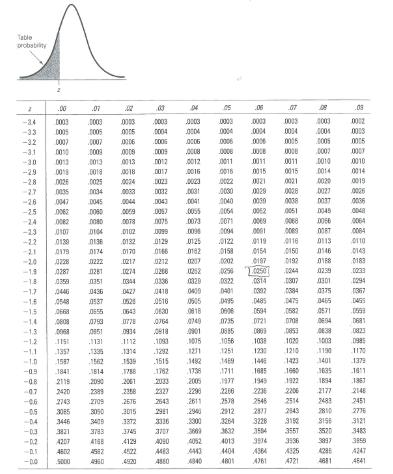 Table
probability
z
z .00 .01 .02 .03 .04 .05 .06 .07 .08 .09
−3.4 .0003 .0003 .0003 .0003 .0003 .0003 .0003 .0003 .0003 .0002
−3.3 .0005 .0005 .0005 .0004 .0004 .0004 .0004 .0004 .0004 .0003
−3.2 .0007 .0007 .0006 .0006 .0006 .0006 .0006 .0005 .0005 .0005
−3.1 .0010 .0009 .0009 .0009 .0008 .0008 .0008 .0008 .0007 .0007
−3.0 .0013 .0013 .0013 .0012 .0012 .0011 .0011 .0011 .0010 .0010
−2.9 .0019 .0018 .0018 .0017 .0016 .0016 .0015 .0015 .0014 .0014
−2.8 .0026 .0025 .0024 .0023 .0023 .0022 .0021 .0021 .0020 .0019
−2.7 .0035 .0034 .0033 .0032 .0031 .0030 .0029 .0028 .0027 .0026
−2.6 .0047 .0045 .0044 .0043 .0041 .0040 .0039 .0038 .0037 .0036
−2.5 .0062 .0060 .0059 .0057 .0055 .0054 .0052 .0051 .0049 .0048
−2.4 .0082 .0080 .0078 .0075 .0073 .0071 .0069 .0068 .0066 .0064
−2.3 .0107 .0104 .0102 .0099 .0096 .0094 .0091 .0089 .0087 .0084
−2.2 .0139 .0136 .0132 .0129 .0125 .0122 .0119 .0116 .0113 .0110
−2.1 .0179 .0174 .0170 .0166 .0162 .0158 .0154 .0150 .0146 .0143
−2.0 .0228 .0222 .0217 .0212 .0207 .0202 .0197 .0192 .0188 .0183
−1.9 .0287 .0281 .0274 .0268 .0262 .0256 .0250 .0244 .0239 .0233
−1.8 .0359 .0351 .0344 .0336 .0329 .0322 .0314 .0307 .0301 .0294
−1.7 .0446 .0436 .0427 .0418 .0409 .0401 .0392 .0384 .0375 .0367
−1.6 .0548 .0537 .0526 .0516 .0505 .0495 .0485 .0475 .0465 .0455
−1.5 .0668 .0655 .0643 .0630 .0618 .0606 .0594 .0582 .0571 .0559
−1.4 .0808 .0793 .0778 .0764 .0749 .0735 .0721 .0708 .0694 .0681
−1.3 .0968 .0951 .0934 .0918 .0901 .0885 .0869 .0853 .0838 .0823
−1.2 .1151 .1131 .1112 .1093 .1075 .1056 .1038 .1020 .1003 .0985
−1.1 .1357 .1335 .1314 .1292 .1271 .1251 .1230 .1210 .1190 .1170
−1.0 .1587 .1562 .1539 .1515 .1492 .1469 .1446 .1423 .1401 .1379
−0.9 .1841 .1814 .1788 .1762 .1736 .1711 .1685 .1660 .1635 .1611
−0.8 .2119 .2090 .2061 .2033 .2005 .1977 .1949 .1922 .1894 .1867
−0.7 .2420 .2389 .2358 .2327 .2296 .2266 .2236 .2206 .2177 .2148
−0.6 .2743 .2709 .2676 .2643 .2611 .2578 .2546 .2514 .2483 .2451
−0.5 .3085 .3050 .3015 .2981 .2946 .2912 .2877 .2843 .2810 .2776
−0.4 .3446 .3409 .3372 .3336 .3300 .3264 .3228 .3192 .3156 .3121
−0.3 .3821 .3783 .3745 .3707 .3669 .3632 .3594 .3557 .3520 .3483
−0.2 .4207 .4168 .4129 .4090 .4052 .4013 .3974 .3936 .3897 .3859
−0.1 .4602 .4562 .4522 .4483 .4443 .4404 .4364 .4325 .4286 .4247
−0.0 .5000 .4960 .4920 .4880 .4840 .4801 .4761 .4721 .4681 .4641